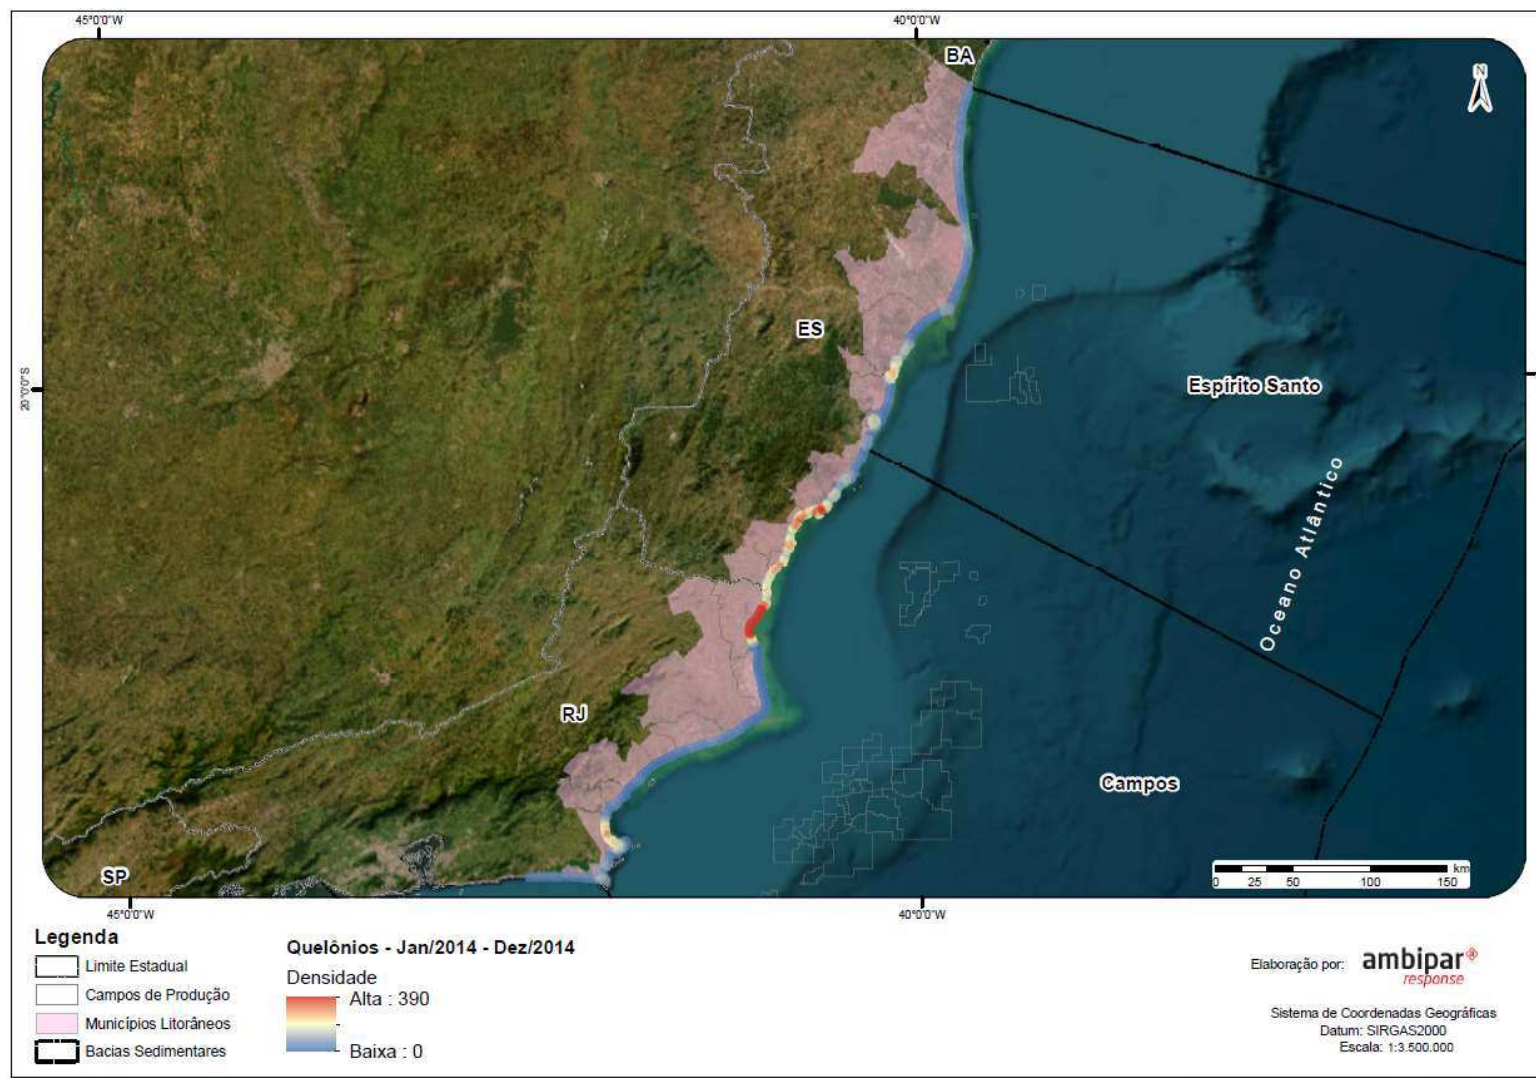 45°0'0"W
40°0'0"W
BA
N
ES
20°0'0"S
Espírito Santo
Oceano Atlântico
RJ
Campos
SP
km
0 25 50 100 150
45°0'0"W
40°0'0"W
Legenda
Limite Estadual
Campos de Produção
Municípios Litorâneos
Bacias Sedimentares
Quelônios - Jan/2014 - Dez/2014
Densidade
Alta : 390
Baixa : 0
Elaboração por:
ambipar
response
Sistema de Coordenadas Geográficas
Datum: SIRGAS2000
Escala: 1:3.500.000